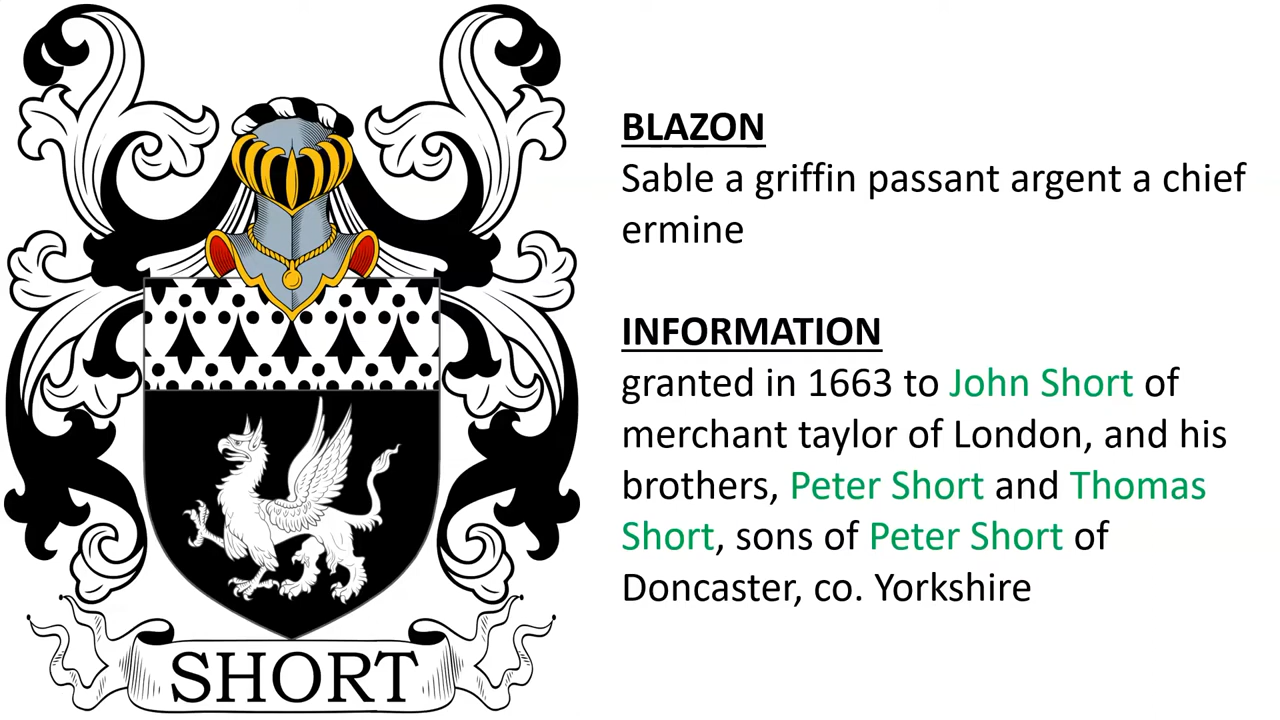 BLAZON
Sable a griffin passant argent a chief
ermine
INFORMATION
granted in 1663 to John Short of
merchant taylor of London, and his
brothers, Peter Short and Thomas
Short, sons of Peter Short of
Doncaster, co. Yorkshire
SHORT